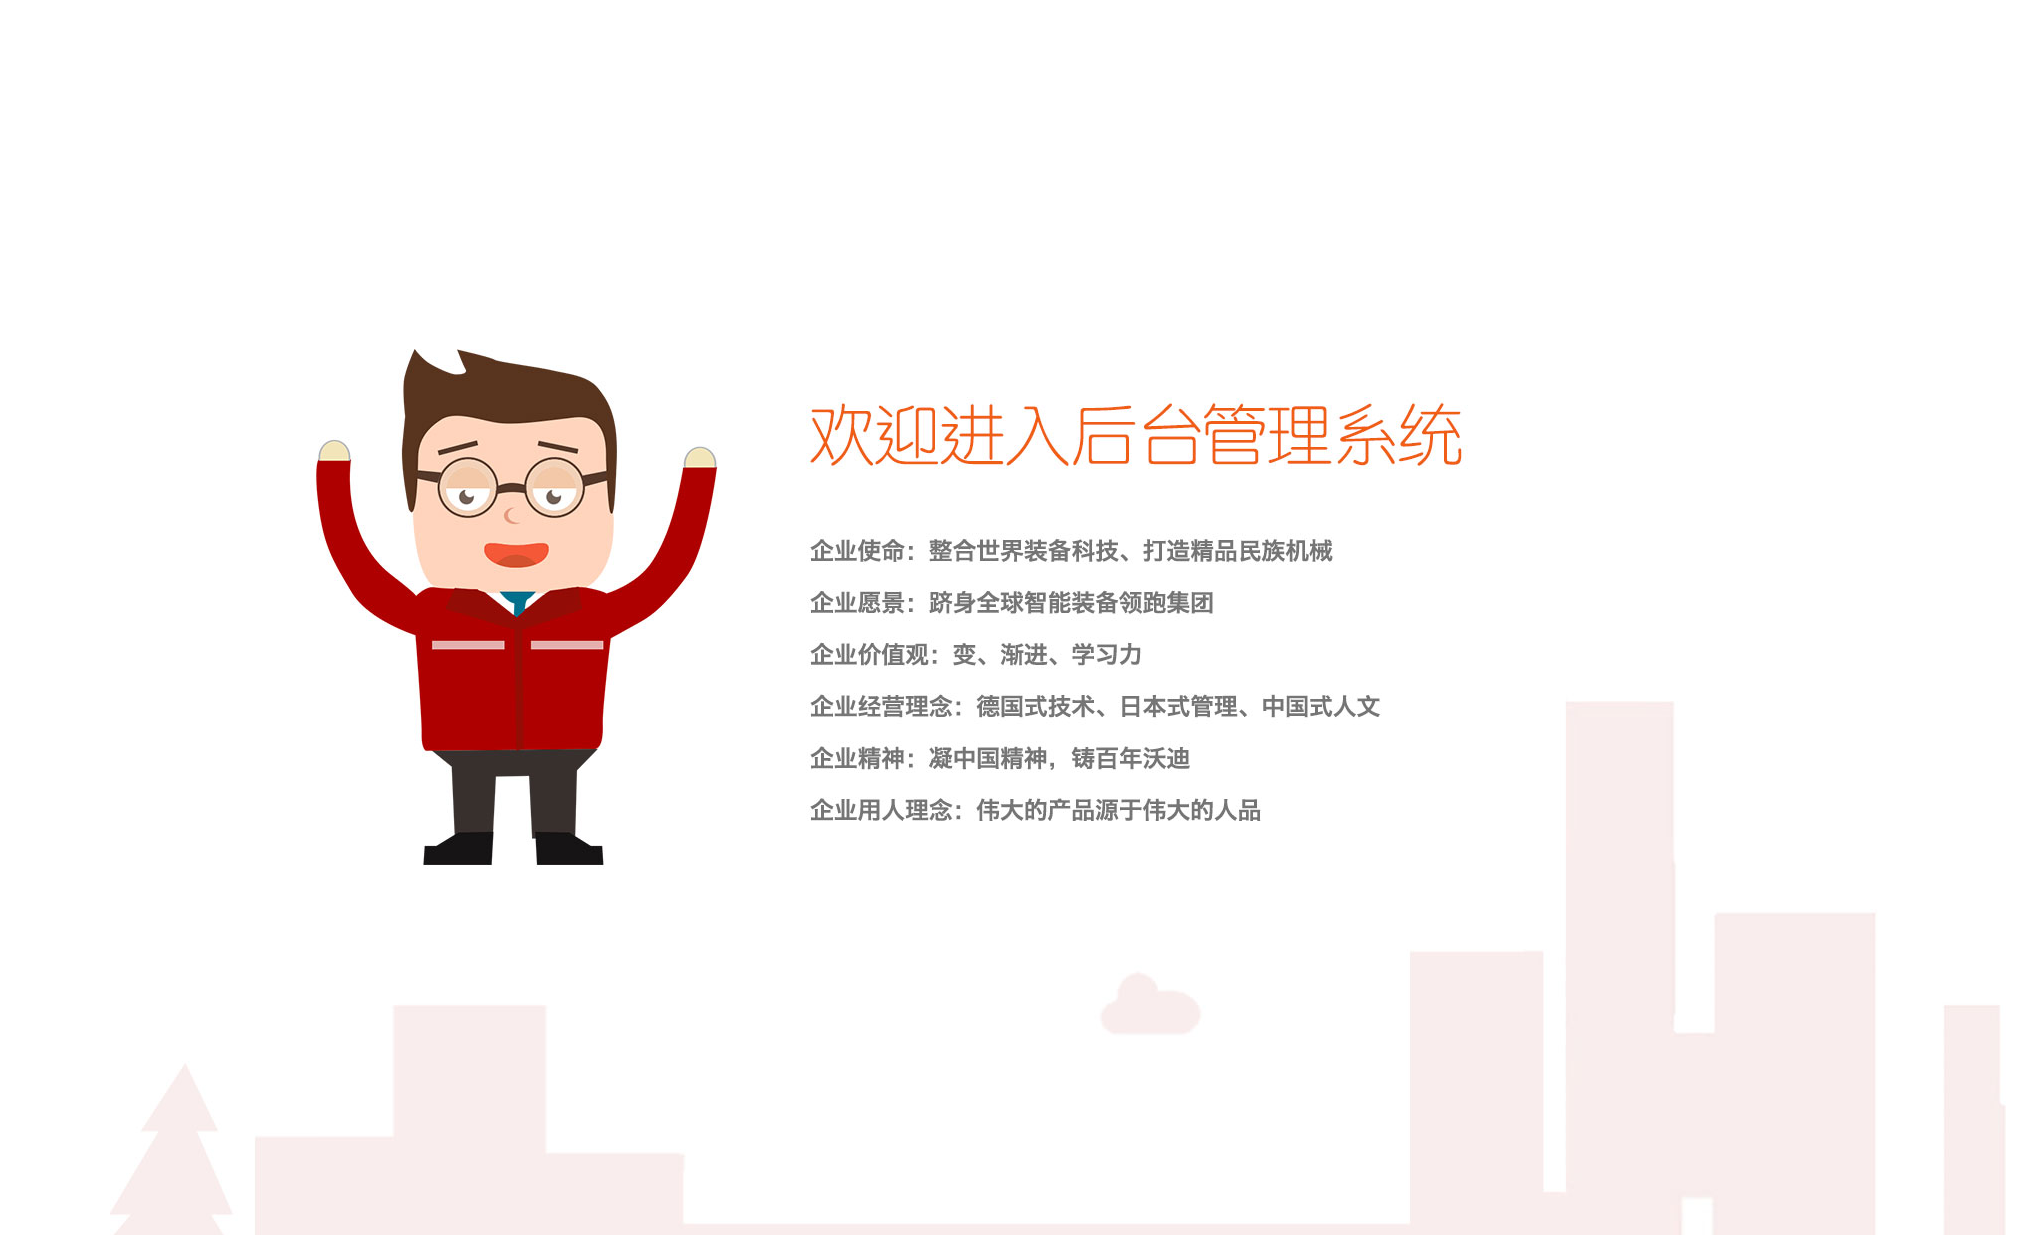 欢迎进入后台管理系统
企业使命：整合世界装备科技、打造精品民族机械
企业愿景：跻身全球智能装备领跑集团
企业价值观：变、渐进、学习力
企业经营理念：德国式技术、日本式管理、中国式人文
企业精神：凝中国精神，铸百年沃迪
企业用人理念：伟大的产品源于伟大的人品